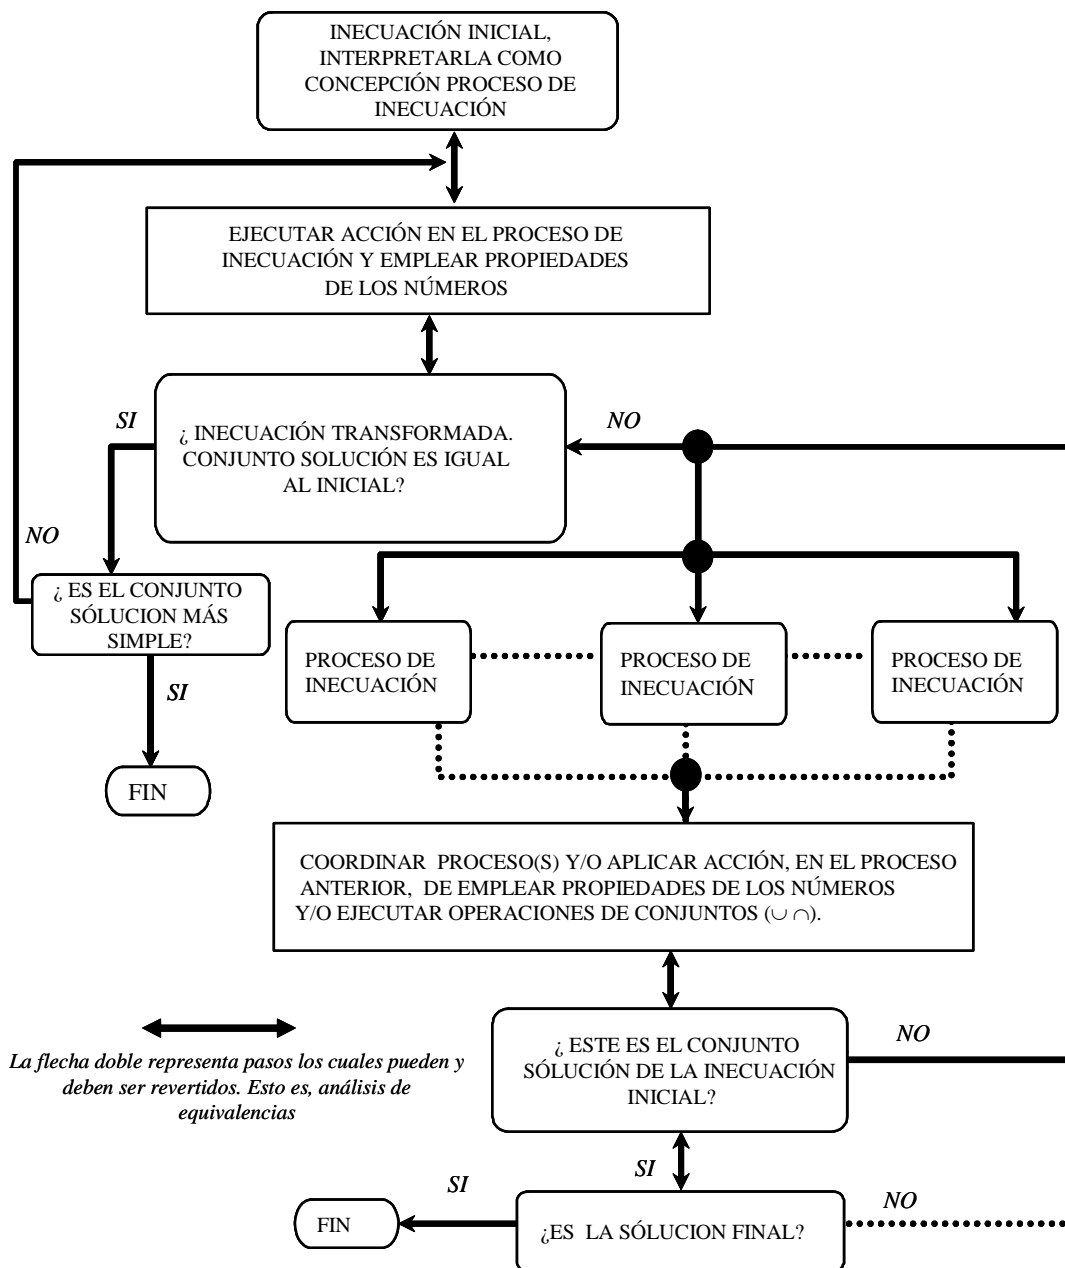 INECUACIÓN INICIAL,
INTERPRETARLA COMO
CONCEPCIÓN PROCESO DE
INECUACIÓN
EJECUTAR ACCIÓN EN EL PROCESO DE
INECUACIÓN Y EMPLEAR PROPIEDADES
DE LOS NÚMEROS
SI
¿ INECUACIÓN TRANSFORMADA.
CONJUNTO SOLUCIÓN ES IGUAL
AL INICIAL?
NO
NO
¿ ES EL CONJUNTO
SÓLUCION MÁS
SIMPLE?
SI
FIN
PROCESO DE
INECUACIÓN
PROCESO DE
INECUACIÓN
PROCESO DE
INECUACIÓN
COORDINAR PROCESO(S) Y/O APLICAR ACCIÓN, EN EL PROCESO
ANTERIOR, DE EMPLEAR PROPIEDADES DE LOS NÚMEROS
Y/O EJECUTAR OPERACIONES DE CONJUNTOS (∪ ∩).
La flecha doble representa pasos los cuales pueden y
deben ser revertidos. Esto es, análisis de
equivalencias
¿ ESTE ES EL CONJUNTO
SÓLUCIÓN DE LA INECUACIÓN
INICIAL?
NO
SI
SI
FIN
¿ES LA SÓLUCION FINAL?
NO